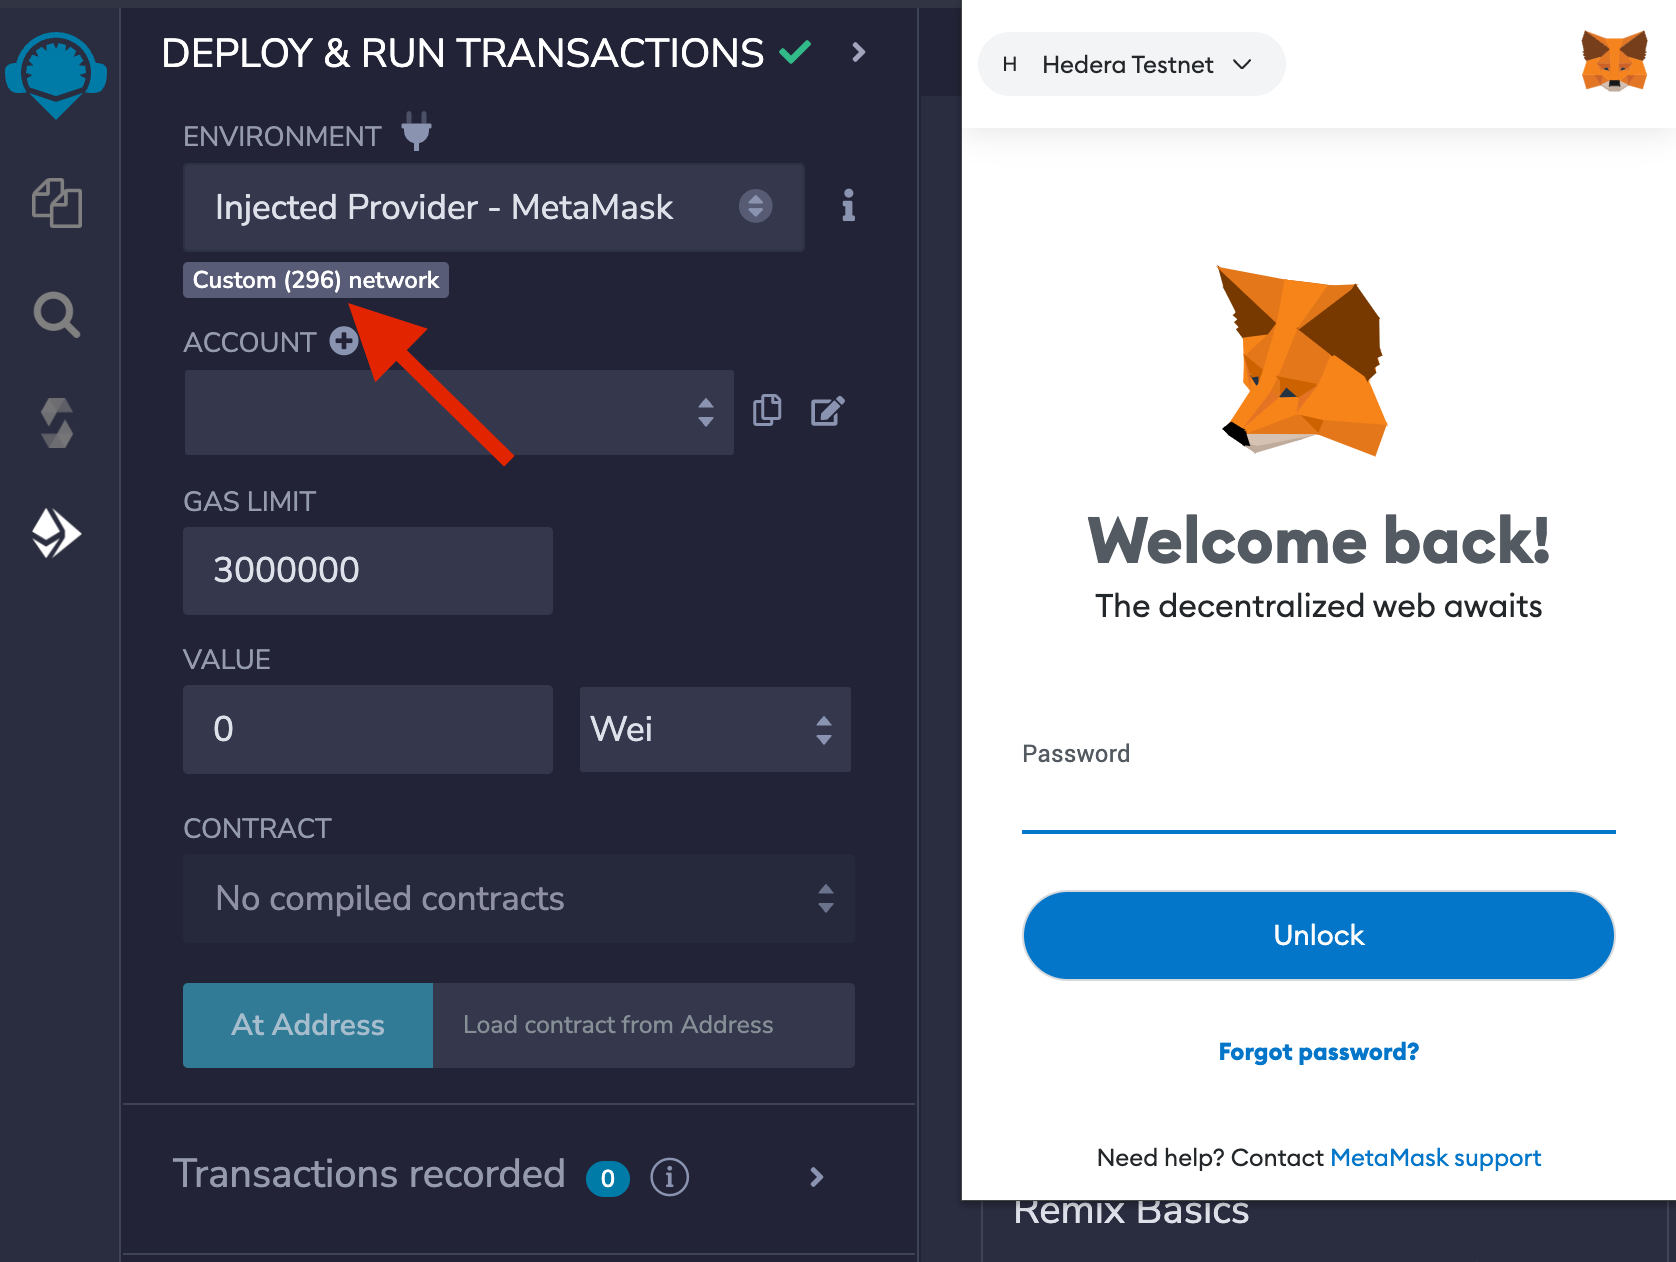 DEPLOY & RUN TRANSACTIONS
ENVIRONMENT
Injected Provider - MetaMask
Custom (296) network
ACCOUNT
GAS LIMIT
3000000
VALUE
0
Wei
CONTRACT
No compiled contracts
At Address
Load contract from Address
Transactions recorded 0
H Hedera Testnet
Welcome back!
The decentralized web awaits
Password
Unlock
Forgot password?
Need help? Contact MetaMask support
Remix Basics